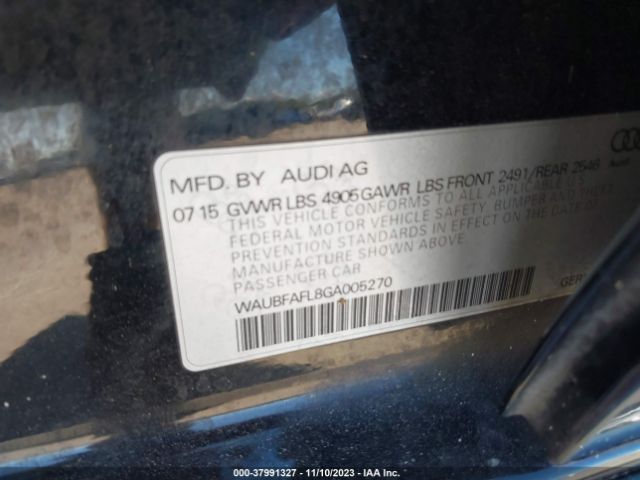 MFD. BY AUDI AG
07 15 GVWR LBS 4905 GAWR LBS FRONT 2491/REAR 2546
THIS VEHICLE CONFORMS TO ALL APPLICABLE U.S.
FEDERAL MOTOR VEHICLE SAFETY, BUMPER AND THEFT
PREVENTION STANDARDS IN EFFECT ON THE DATE OF
MANUFACTURE SHOWN ABOVE.
PASSENGER CAR
WAUBFAFL8GA005270
GER
Audi
000-37991327 - 11/10/2023 - IAA Inc.